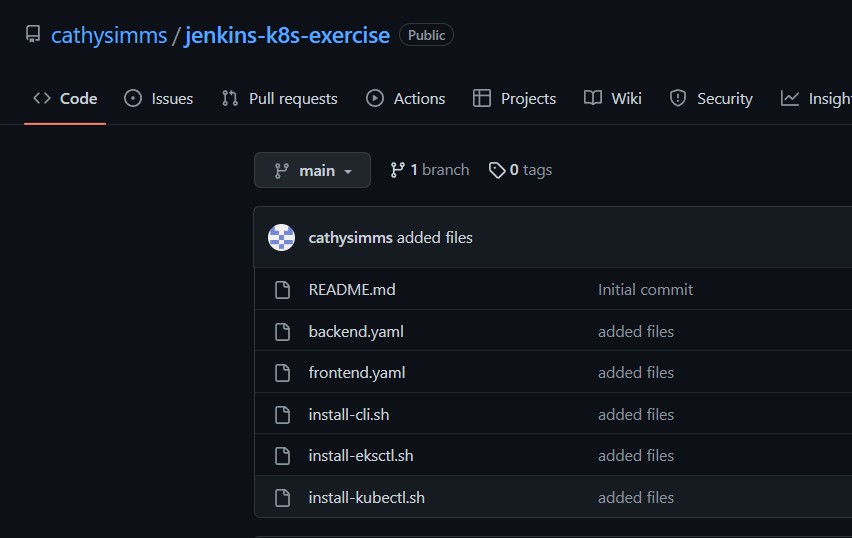 cathysimms / jenkins-k8s-exercise Public
Code Issues Pull requests Actions Projects Wiki Security Insigh
main 1 branch 0 tags
cathysimms added files
README.md Initial commit
backend.yaml added files
frontend.yaml added files
install-cli.sh added files
install-eksctl.sh added files
install-kubectl.sh added files